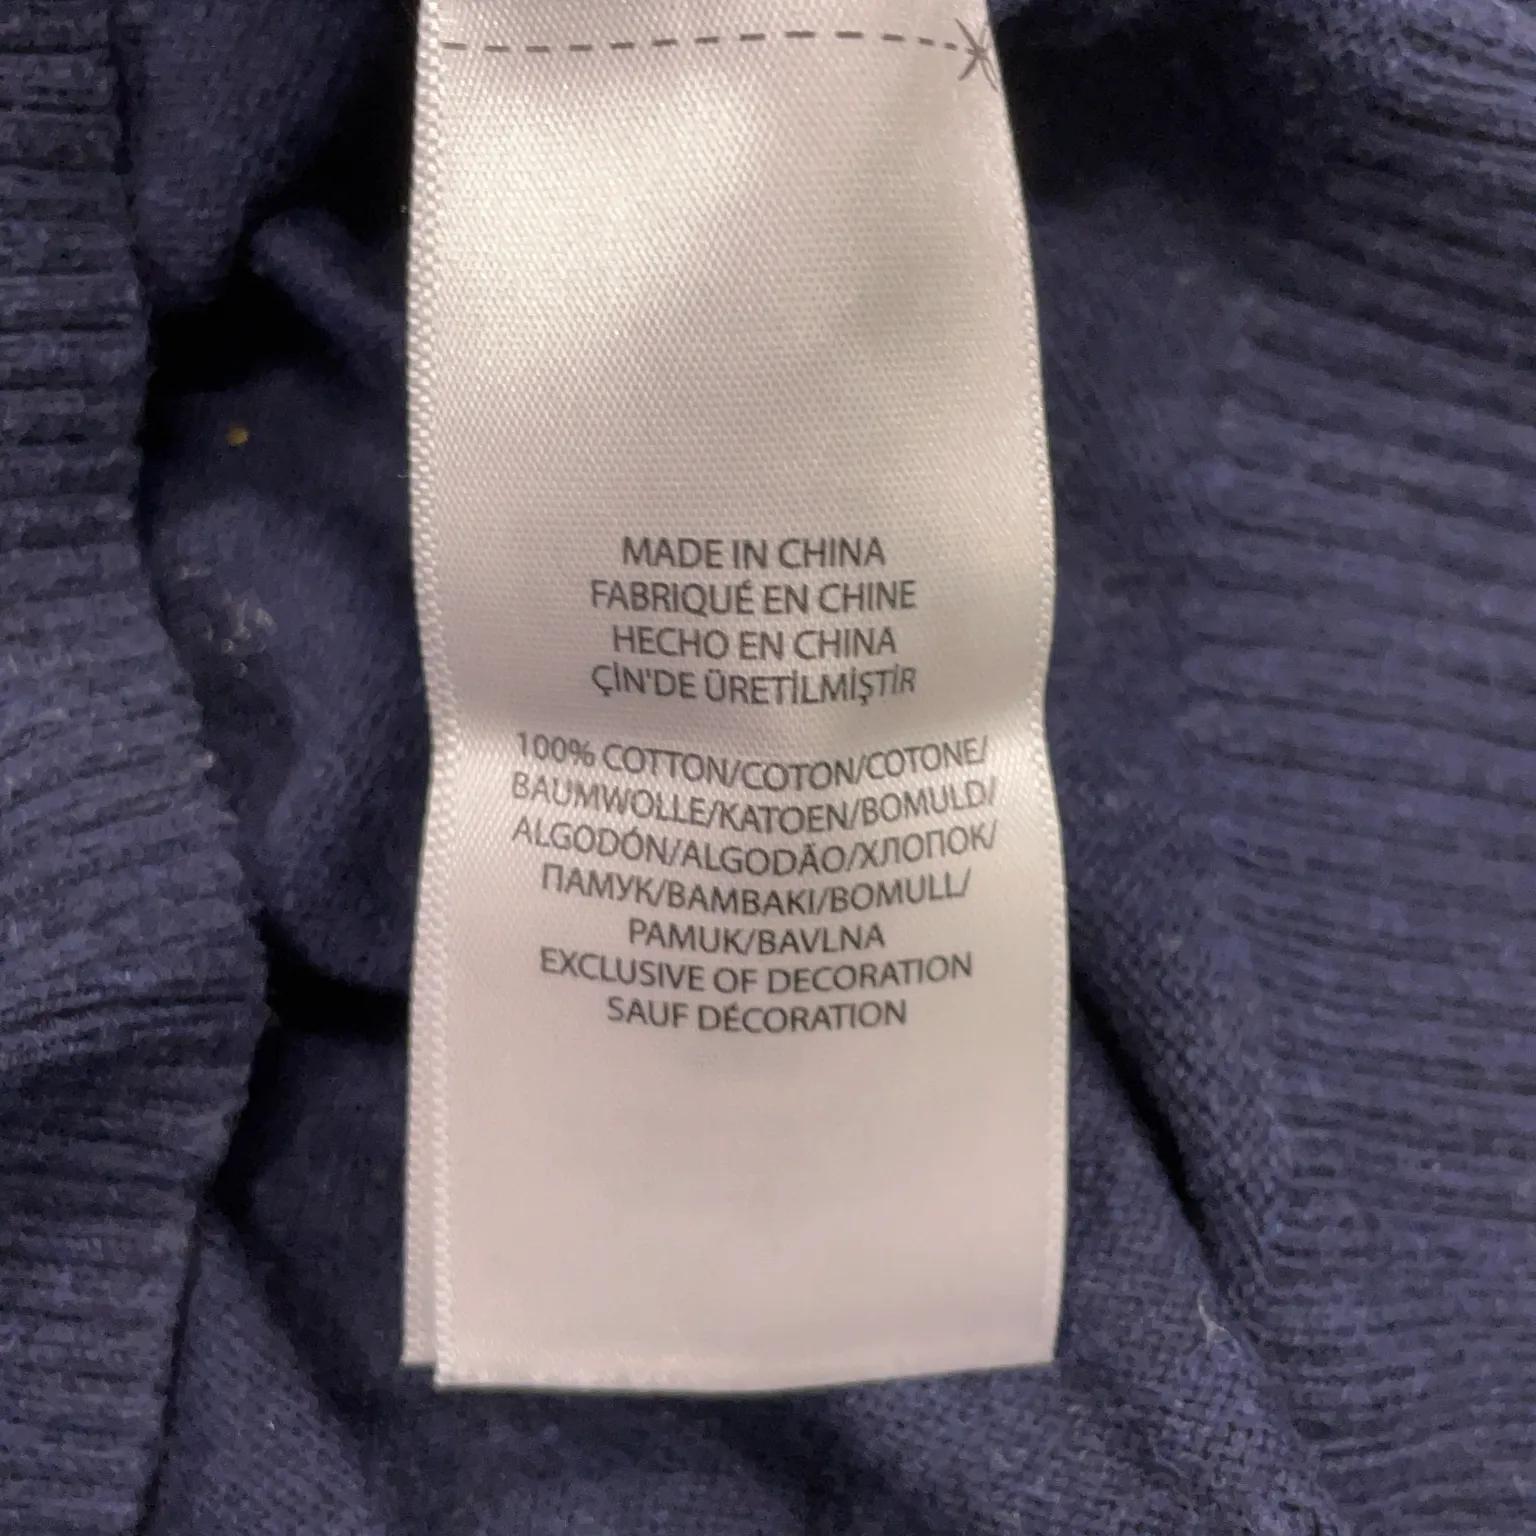 MADE IN CHINA
FABRIQUÉ EN CHINE
HECHO EN CHINA
ÇİN'DE ÜRETİLMİŞTİR
100% COTTON/COTON/COTONE/
BAUMWOLLE/KATOEN/BOMULD/
ALGODÓN/ALGODÃO/ХЛОПОК/
ПАМУК/BAMBAKI/BOMULL/
PAMUK/BAVLNA
EXCLUSIVE OF DECORATION
SAUF DÉCORATION